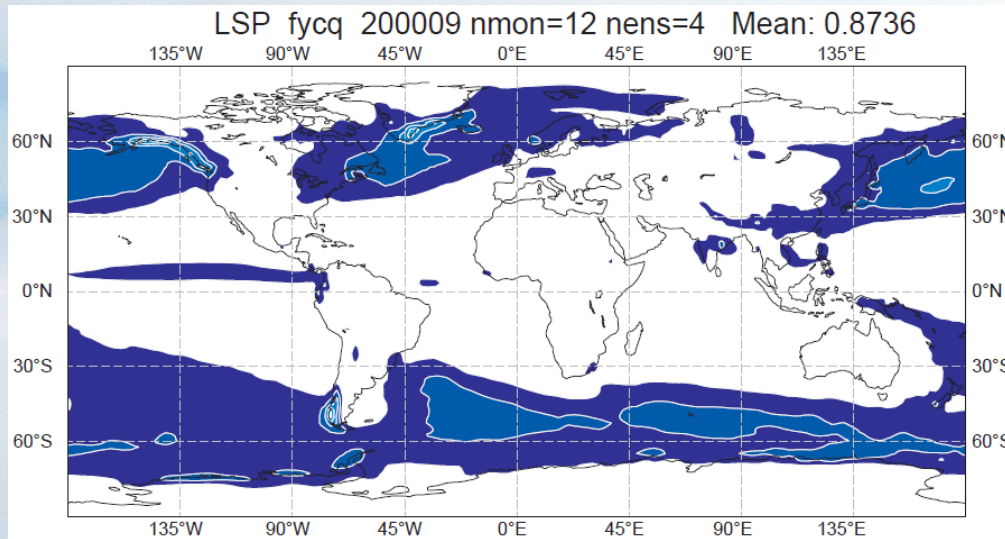 LSP fycq 200009 nmon=12 nens=4 Mean: 0.8736
135°W 90°W 45°W 0°E 45°E 90°E 135°E
60°N 60°N
30°N 30°N
0°N 0°N
30°S 30°S
60°S 60°S
135°W 90°W 45°W 0°E 45°E 90°E 135°E